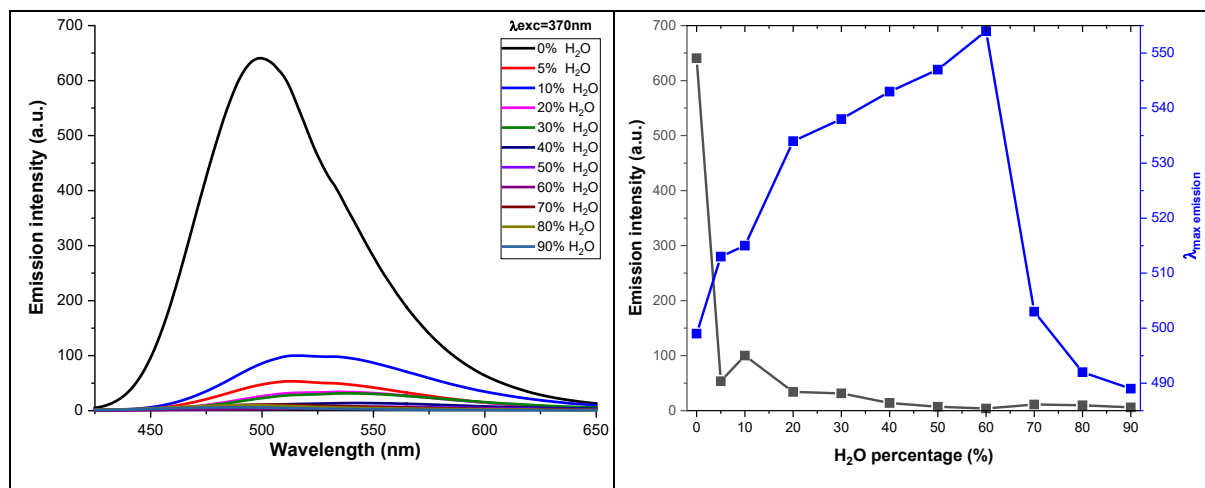 λexc=370nm
0% H₂O
5% H₂O
10% H₂O
20% H₂O
30% H₂O
40% H₂O
50% H₂O
60% H₂O
70% H₂O
80% H₂O
90% H₂O
700
600
500
400
300
200
100
0
Emission intensity (a.u.)
450 500 550 600 650
Wavelength (nm)
700
600
500
400
300
200
100
0
Emission intensity (a.u.)
0 10 20 30 40 50 60 70 80 90
H₂O percentage (%)
550
540
530
520
510
500
490
λmax emission